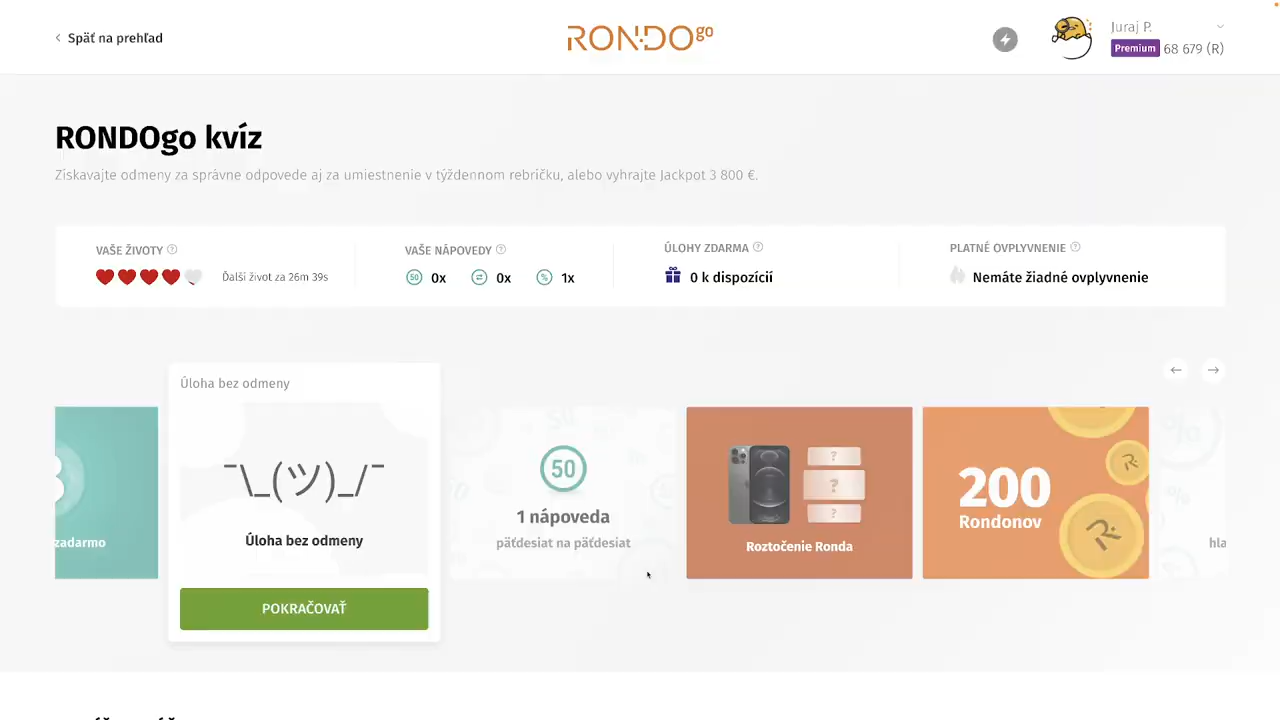 Späť na prehľad
RONDOgo
Juraj P.
Premium 68 679 (R)
RONDOgo kvíz
Získavajte odmeny za správne odpovede aj za umiestnenie v týždennom rebríčku, alebo vyhrajte Jackpot 3 800 €.
VAŠE ŽIVOTY ?
Ďalší život za 26m 39s
VAŠE NÁPOVEDY ?
50 0x 0x % 1x
ÚLOHY ZDARMA ?
0 k dispozícií
PLATNÉ OVPLYVNENIE ?
Nemáte žiadné ovplyvnenie
zadarmo
Úloha bez odmeny
¯\_(ツ)_/¯
Úloha bez odmeny
POKRAČOVAŤ
50
1 nápoveda
päťdesiat na päťdesiat
?
?
?
Roztočenie Ronda
200
Rondonov
hla